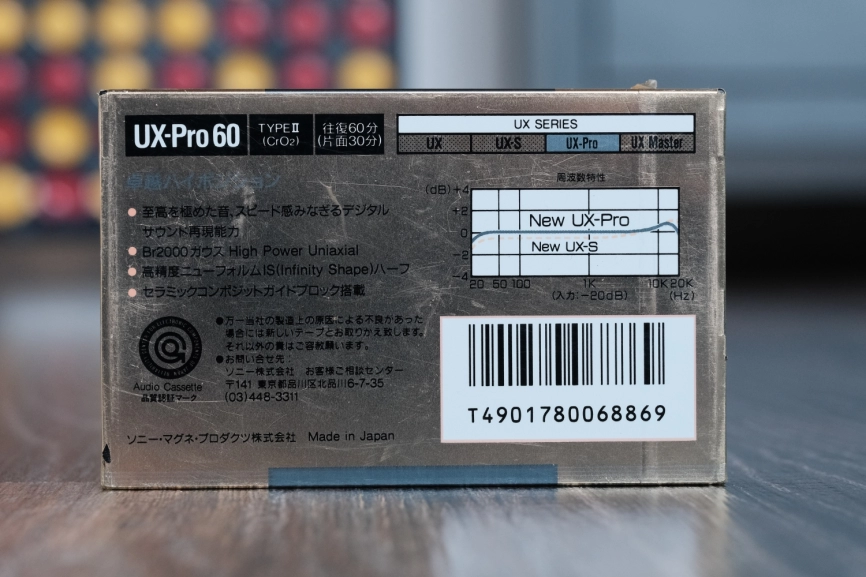 UX-Pro 60
TYPE II
(CrO2)
往復60分
(片面30分)
UX SERIES
UX
UX-S
UX-Pro
UX Master
卓越ハイポジション
● 至高を極めた音、スピード感みなぎるデジタル
サウンド再現能力
● Br2000ガウス High Power Uniaxial
● 高精度ニューフォルムIS(Infinity Shape)ハーフ
● セラミックコンポジットガイドブロック搭載
周波数特性
(dB)
+4
+2
0
−2
−4
New UX-Pro
New UX-S
20 50 100 1K 10K 20K
(入力:−20dB) (Hz)
Audio Cassette
品質認証マーク
●万一当社の製造上の原因による不良があった
場合には新しいテープとお取りかえ致します。
それ以外の責はご容赦願います。
●お問い合せ先:
ソニー株式会社 お客様ご相談センター
〒141 東京都品川区北品川6-7-35
(03)448-3311
T4901780068869
ソニー・マグネ・プロダクツ株式会社 Made in Japan